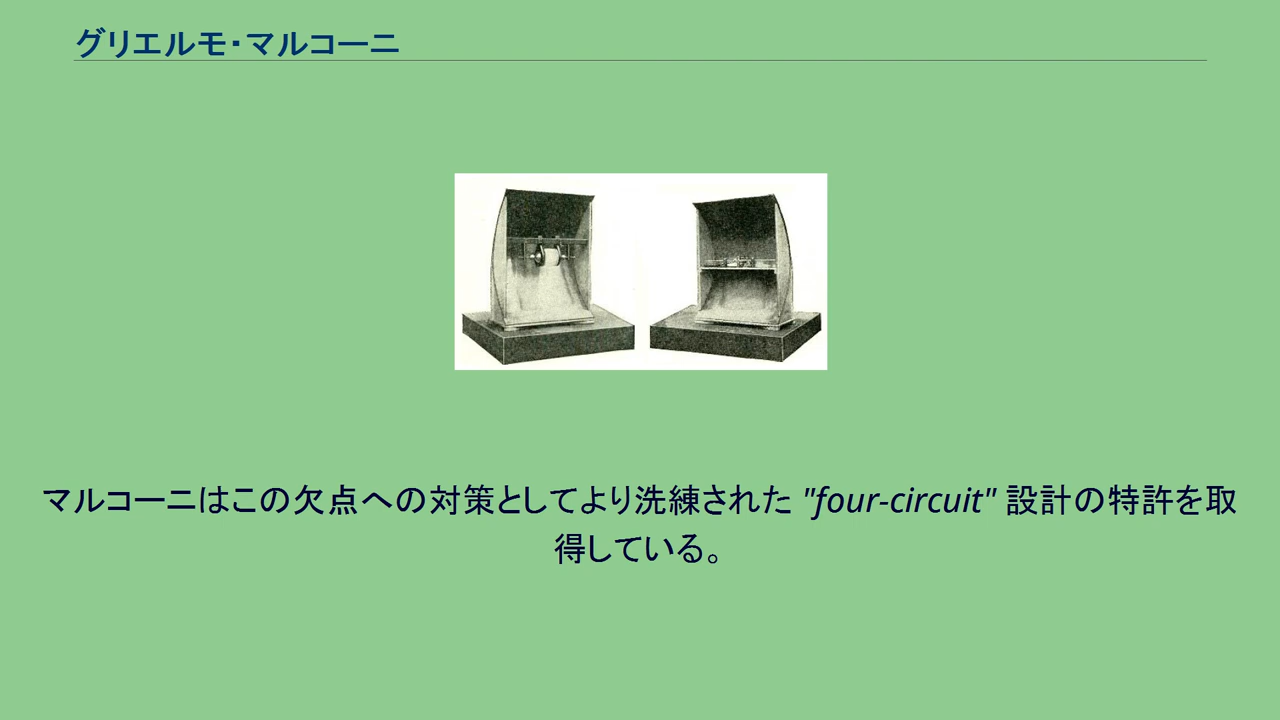 グリエルモ・マルコーニ
マルコーニはこの欠点への対策としてより洗練された "four-circuit" 設計の特許を取
得している。